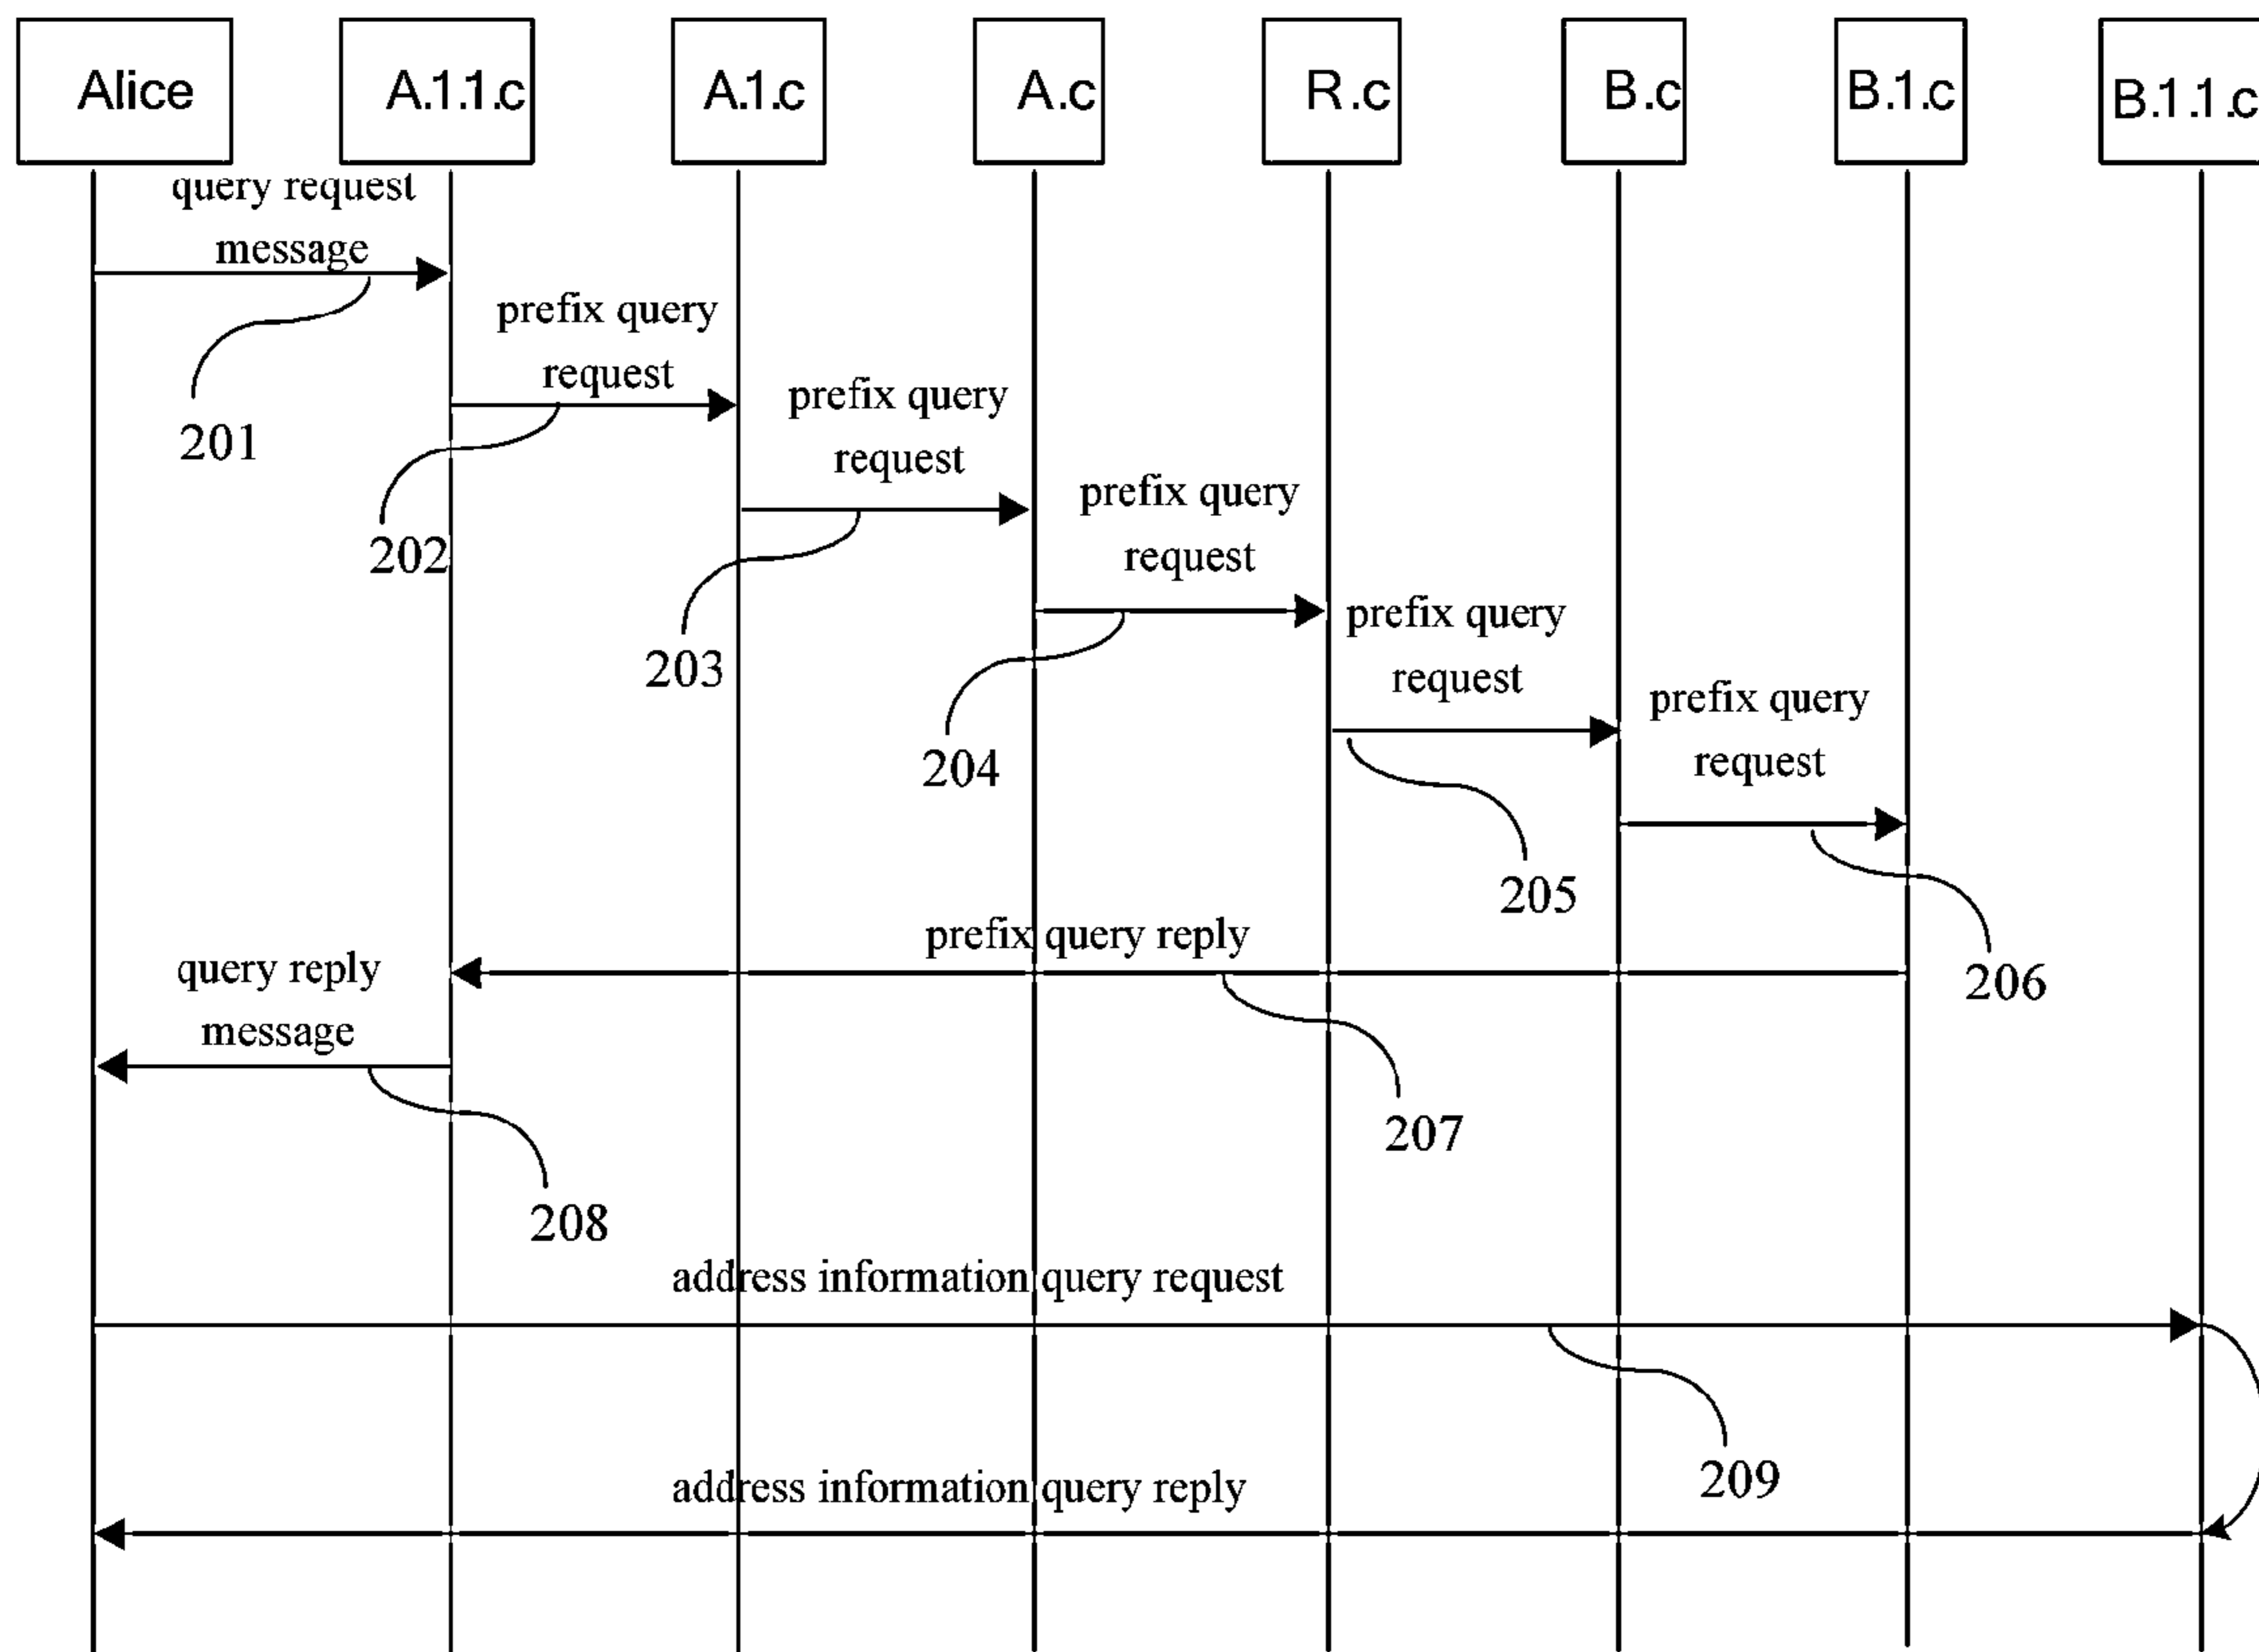 Alice
A.1.1.c
A.1.c
A.c
R.c
B.c
B.1.c
B.1.1.c
query request
message
201
prefix query
request
202
prefix query
request
203
prefix query
request
204
prefix query
request
205
prefix query
request
206
prefix query reply
207
query reply
message
208
address information query request
209
address information query reply